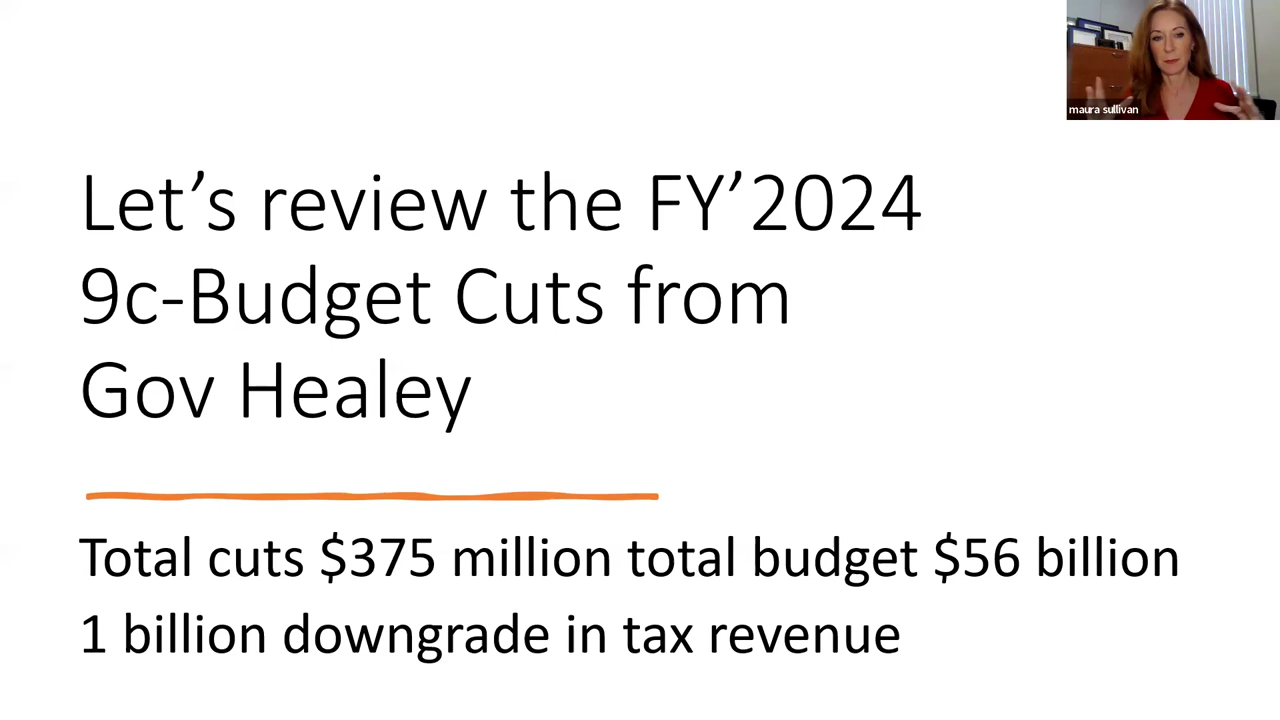 maura sullivan
Let’s review the FY’2024
9c-Budget Cuts from
Gov Healey
Total cuts $375 million total budget $56 billion
1 billion downgrade in tax revenue